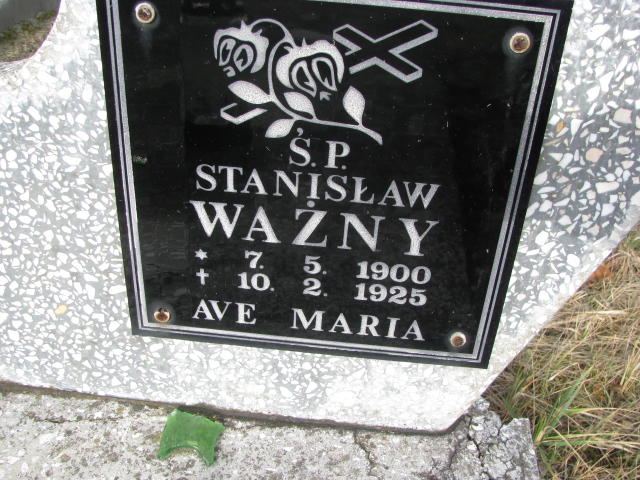 Ś.P.
STANISŁAW
WAŻNY
* 7. 5. 1900
† 10. 2. 1925
AVE MARIA